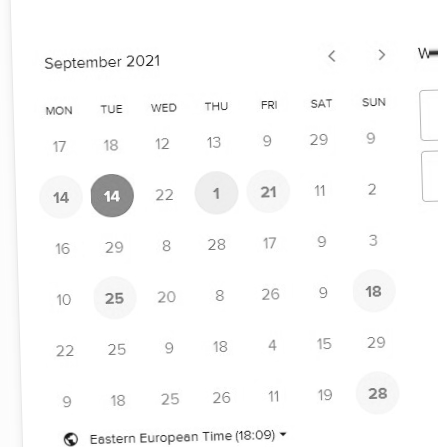 September 2021
MON TUE WED THU FRI SAT SUN
17 18 12 13 9 29 9
14 14 22 1 21 11 2
16 29 8 28 17 9 3
10 25 20 8 26 9 18
22 25 9 18 4 15 29
9 18 25 26 11 19 28
Eastern European Time (18:09)